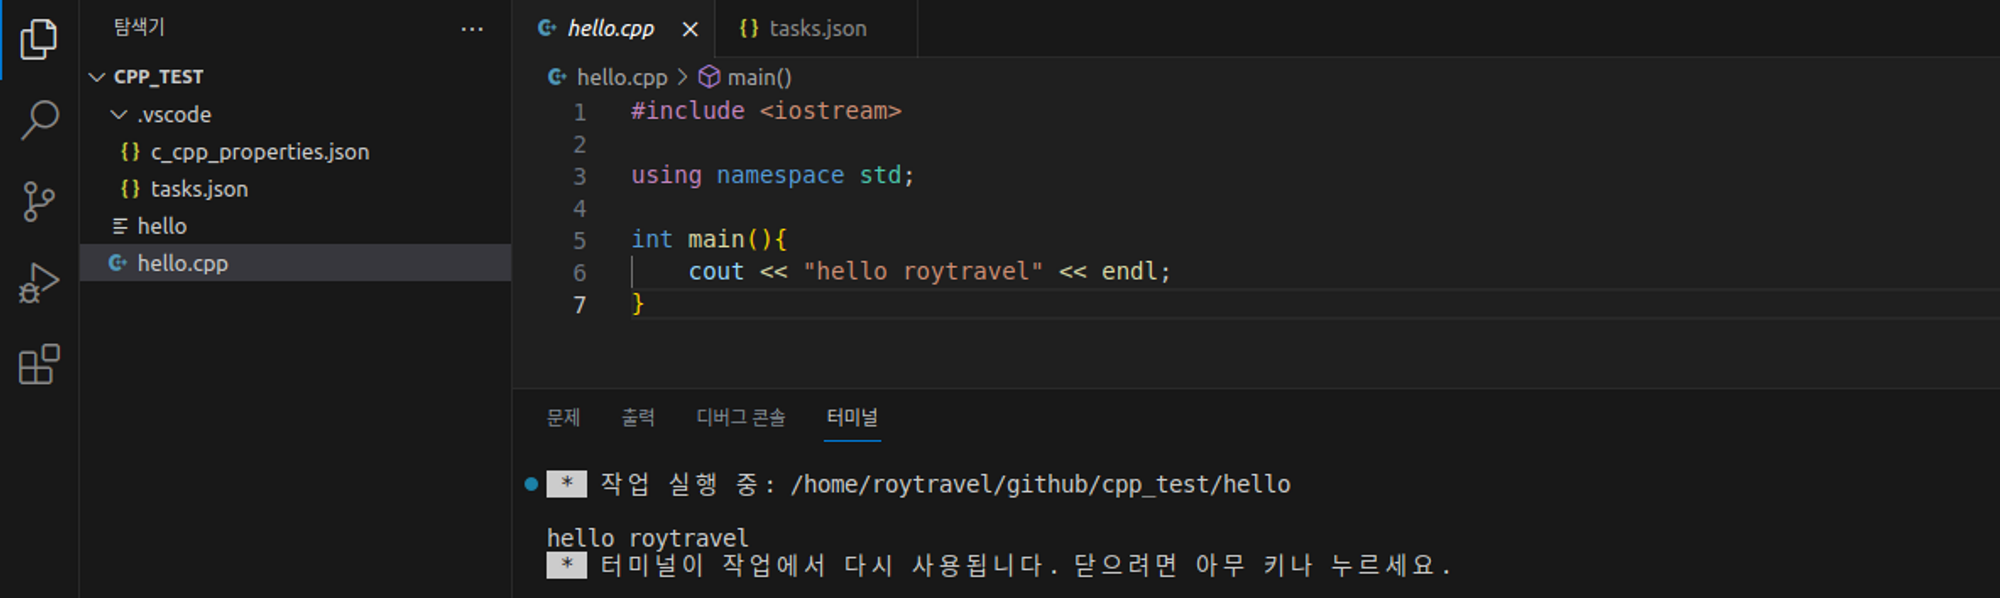 탐색기 ...
CPP_TEST
.vscode
{} c_cpp_properties.json
{} tasks.json
hello
hello.cpp
hello.cpp
{} tasks.json
hello.cpp > main()
1 #include <iostream>
2
3 using namespace std;
4
5 int main(){
6 cout << "hello roytravel" << endl;
7 }
문제 출력 디버그 콘솔 터미널
* 작업 실행 중: /home/roytravel/github/cpp_test/hello
hello roytravel
* 터미널이 작업에서 다시 사용됩니다. 닫으려면 아무 키나 누르세요.